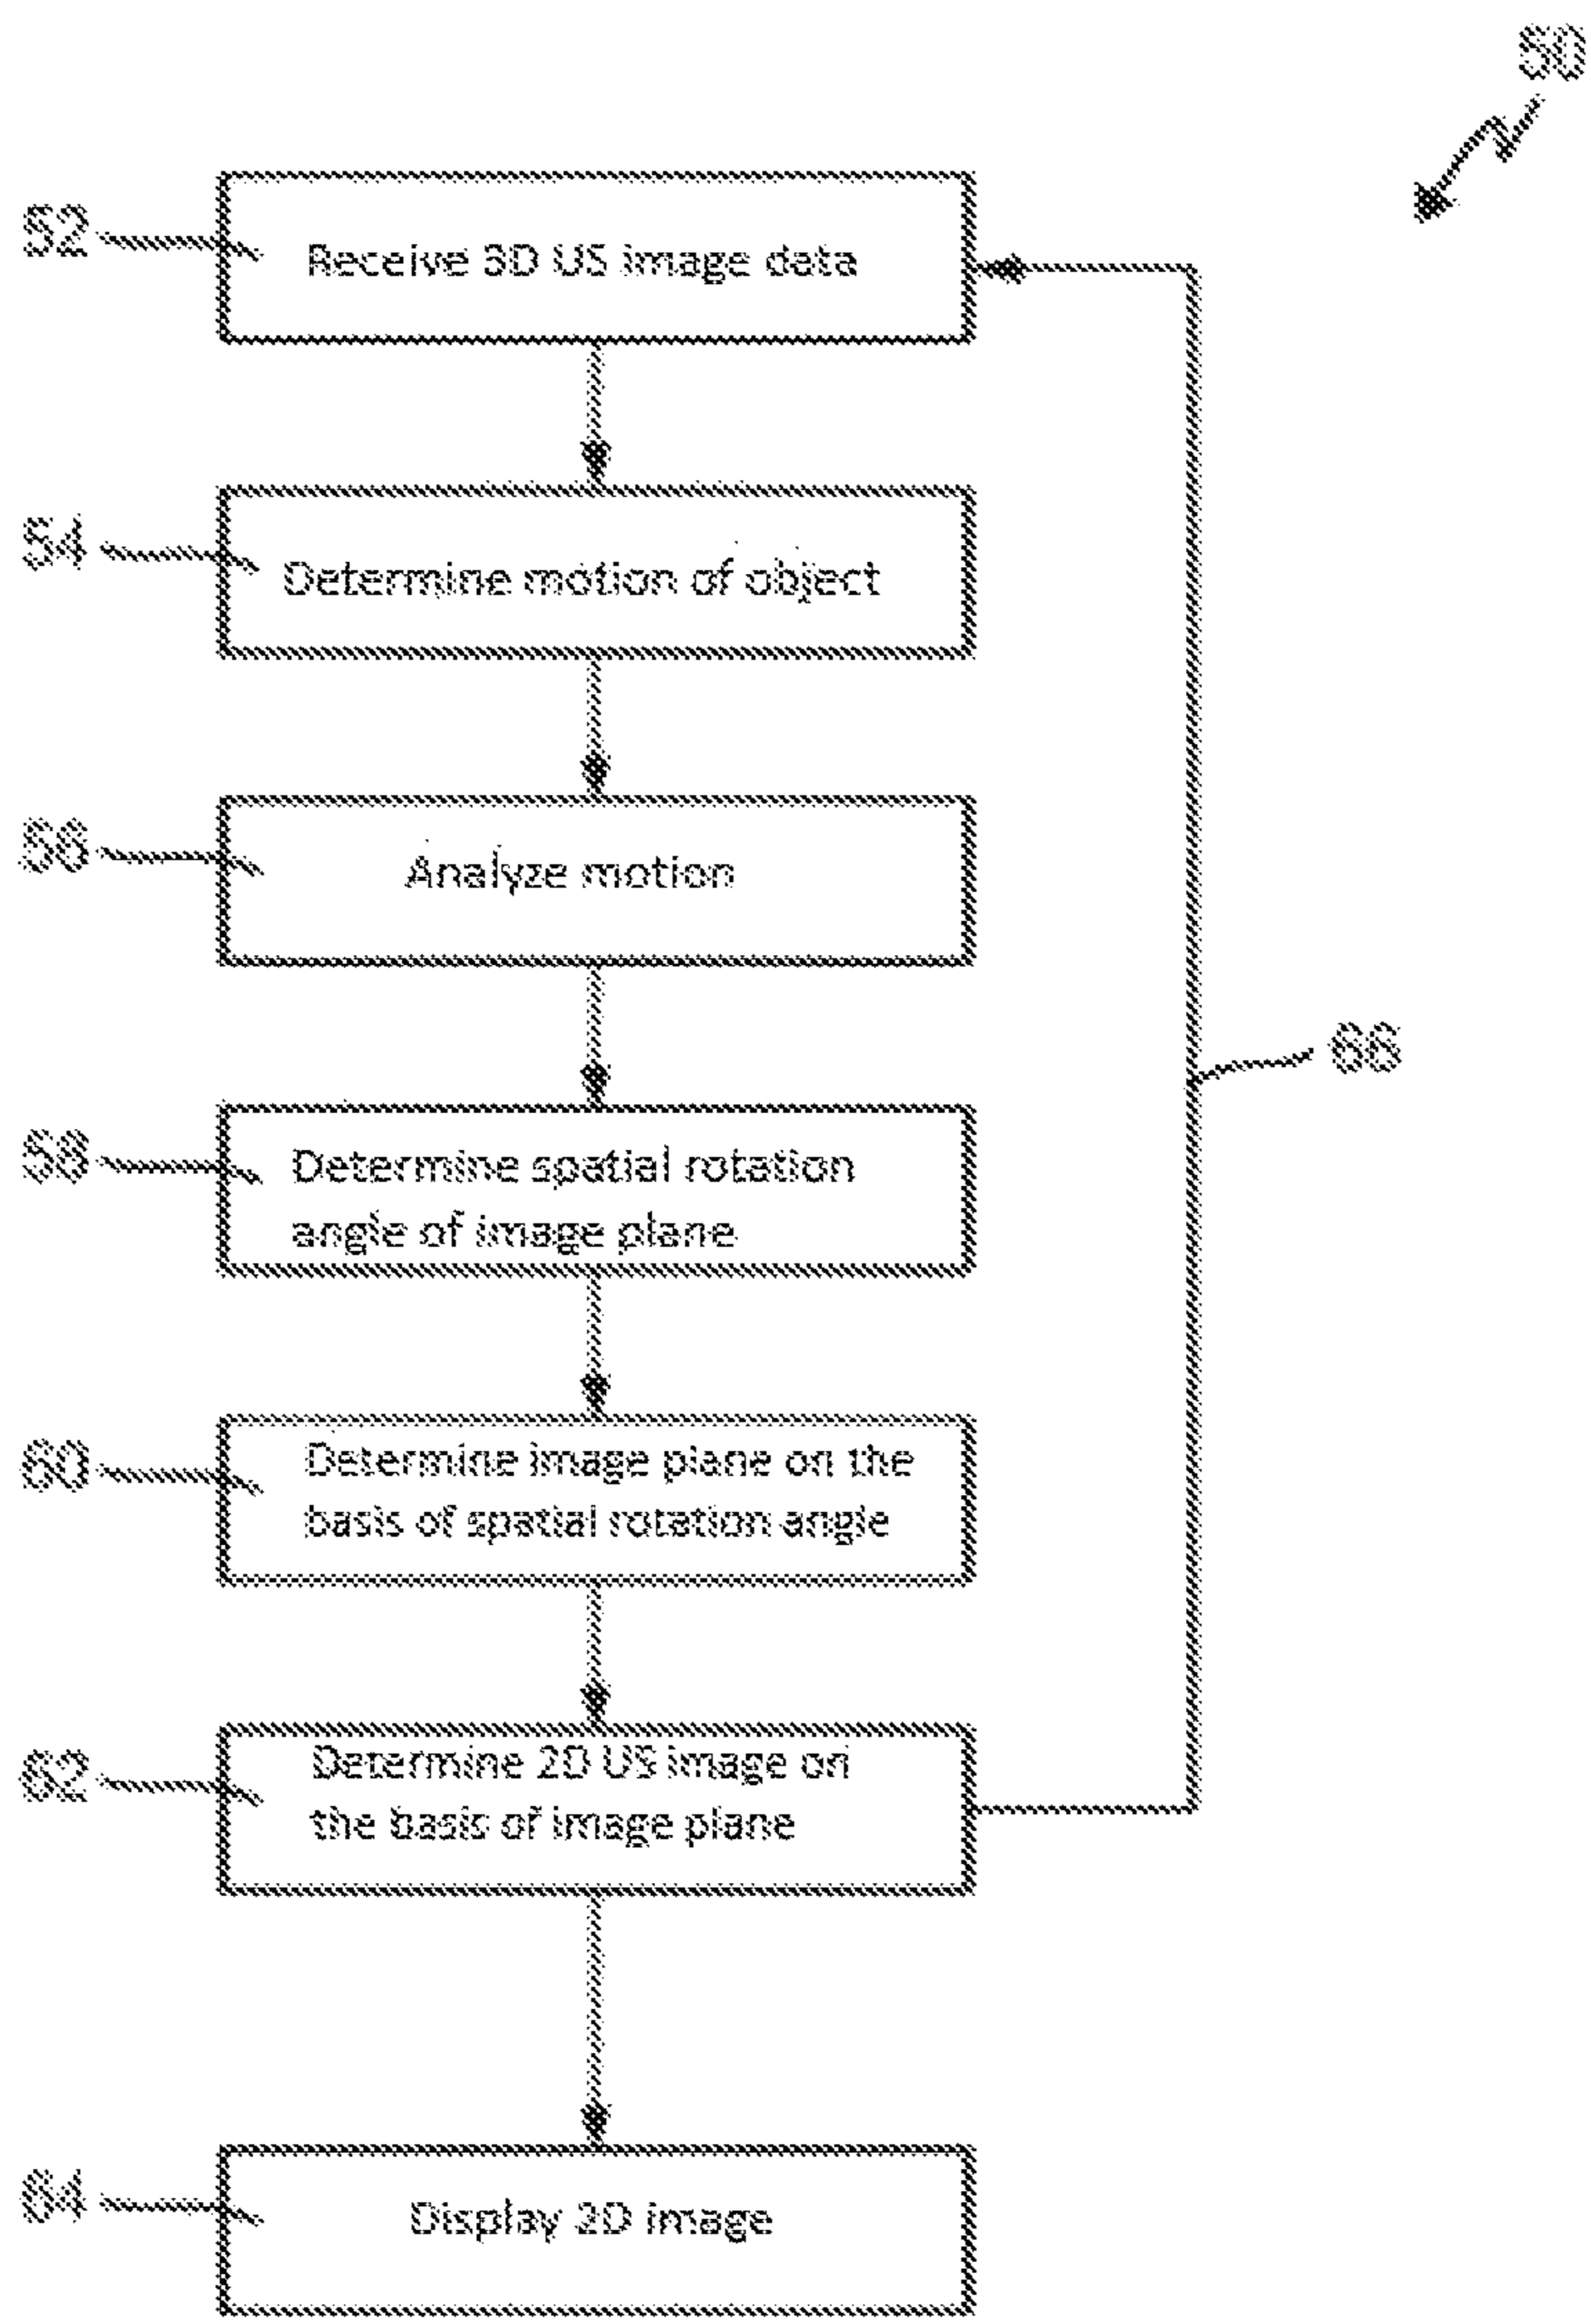 50
52
Receive 3D US image data
54
Determine motion of object
56
Analyze motion
58
Determine spatial rotation
angle of image plane
66
60
Determine image plane on the
basis of spatial rotation angle
62
Determine 2D US image on
the basis of image plane
64
Display 2D image